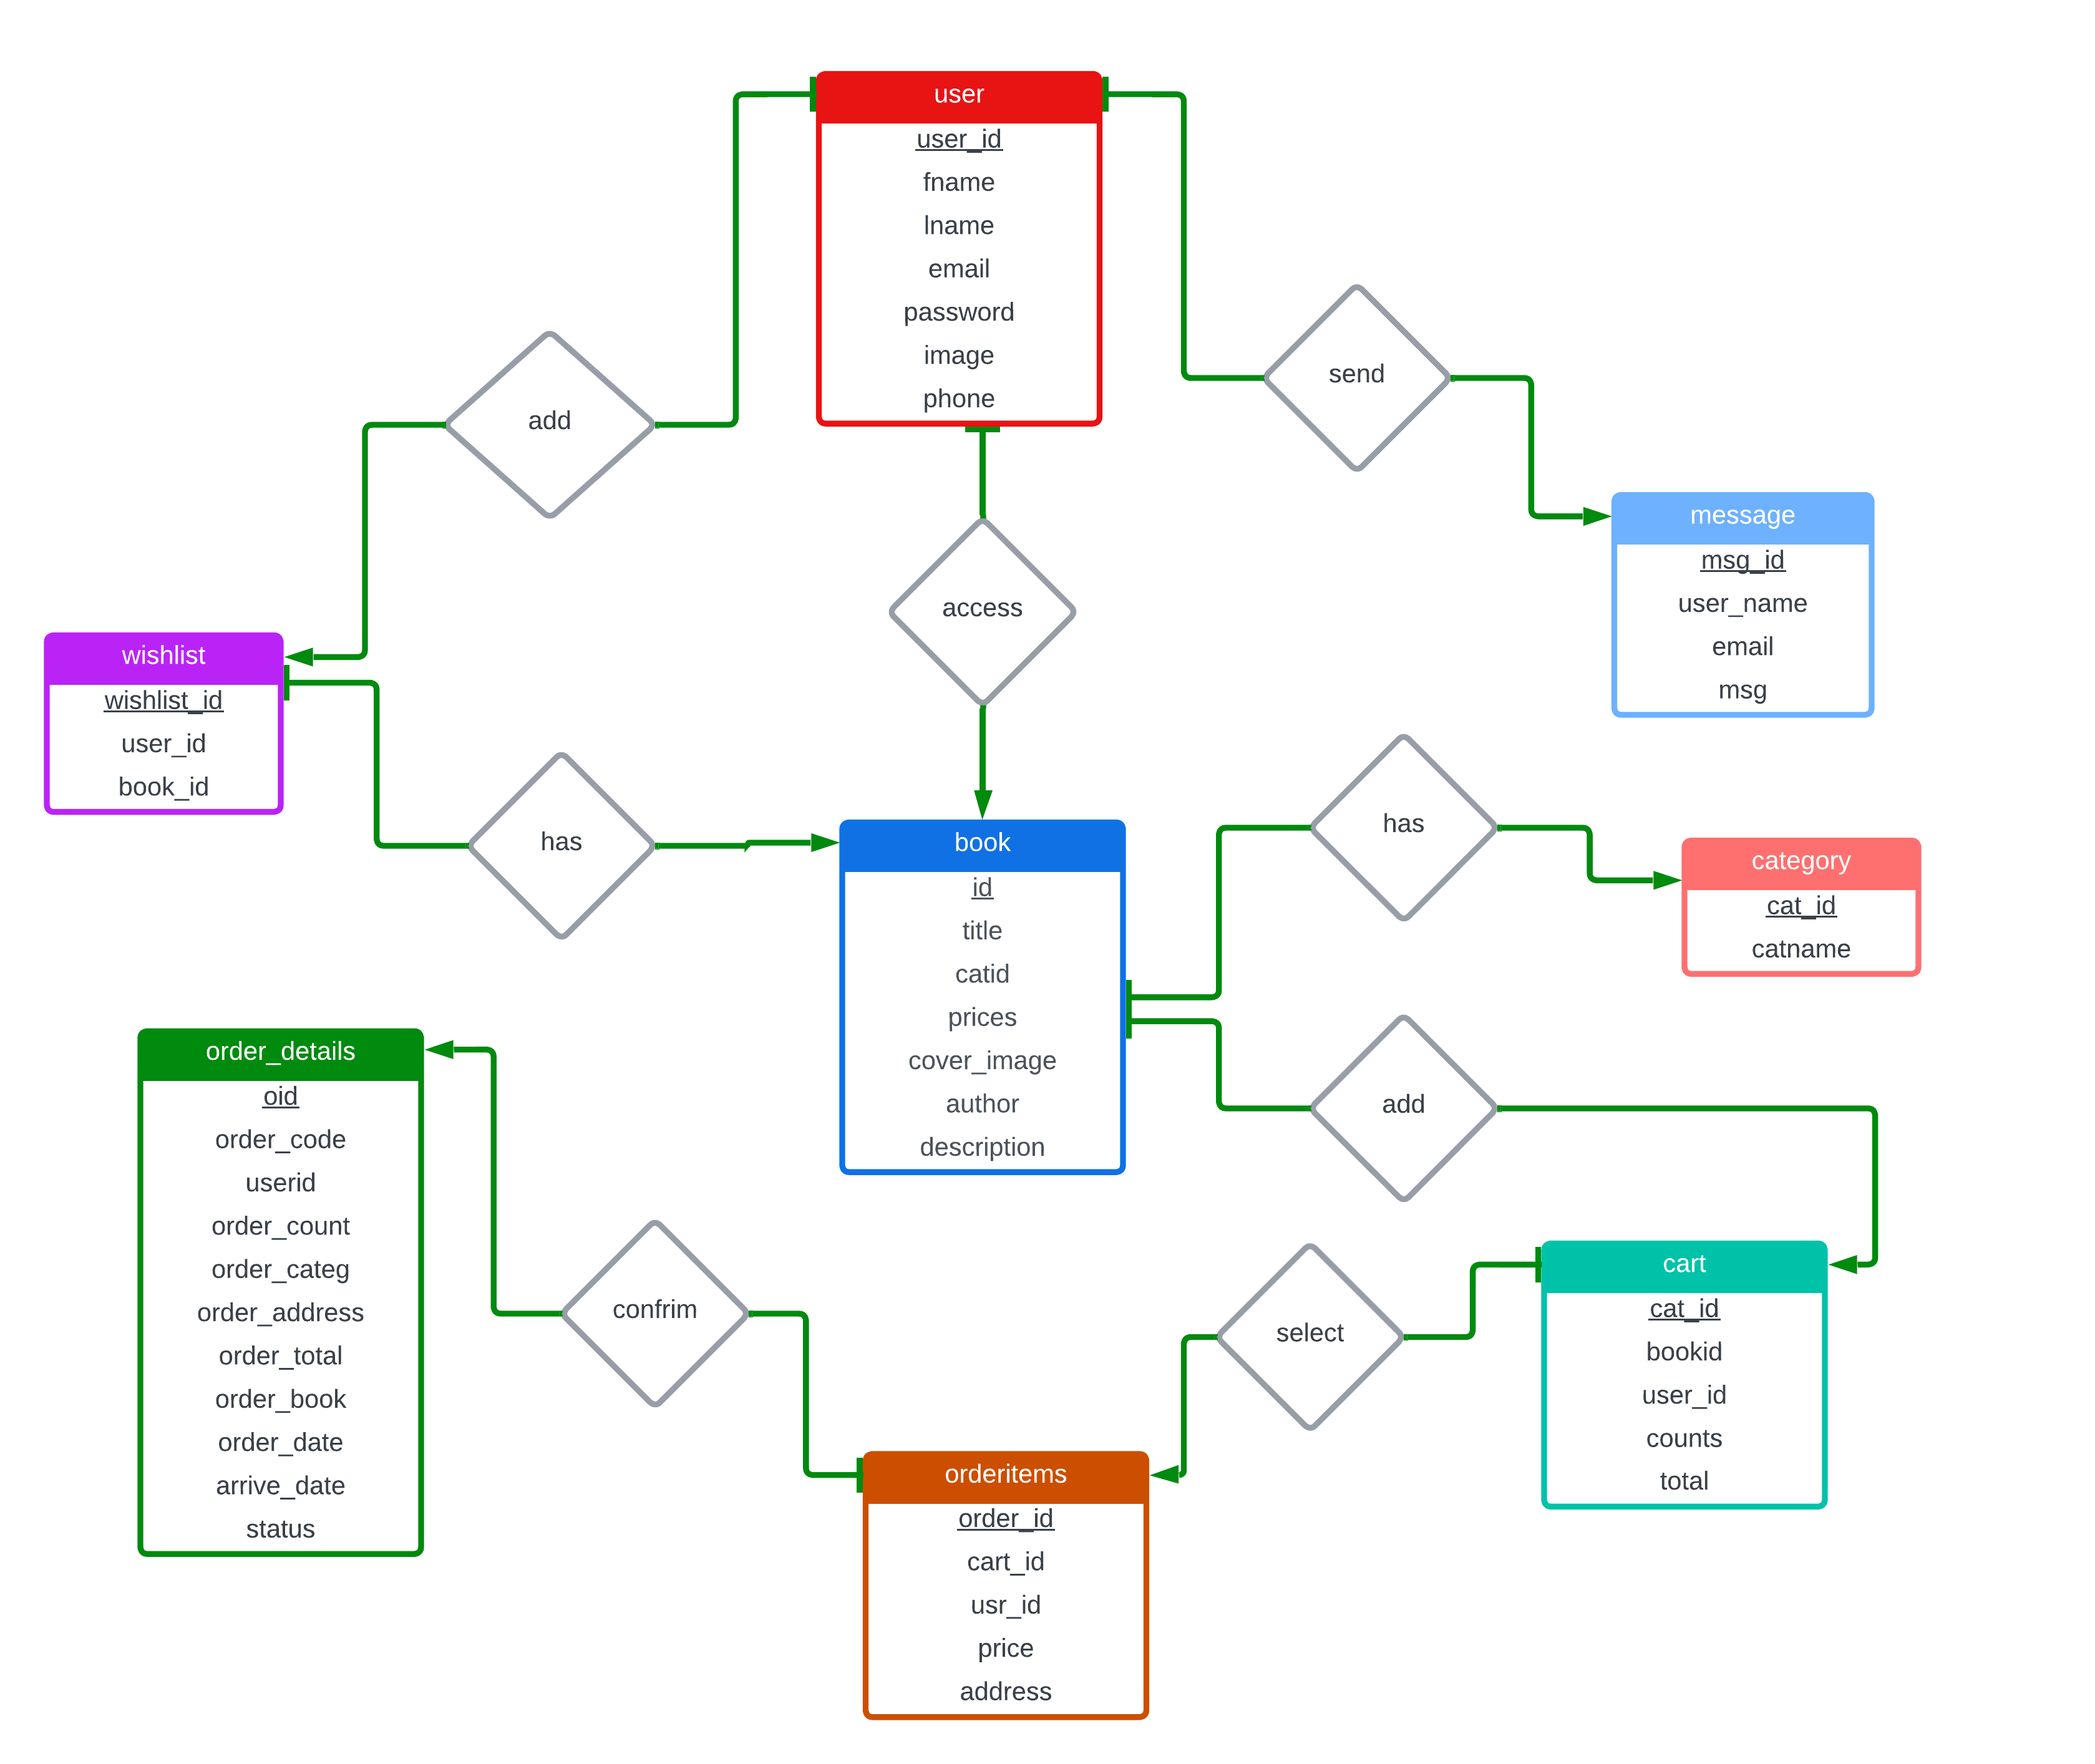 user
user_id
fname
lname
email
password
image
phone
add
send
access
message
msg_id
user_name
email
msg
wishlist
wishlist_id
user_id
book_id
has
book
id
title
catid
prices
cover_image
author
description
has
category
cat_id
catname
add
order_details
oid
order_code
userid
order_count
order_categ
order_address
order_total
order_book
order_date
arrive_date
status
confrim
select
cart
cat_id
bookid
user_id
counts
total
orderitems
order_id
cart_id
usr_id
price
address